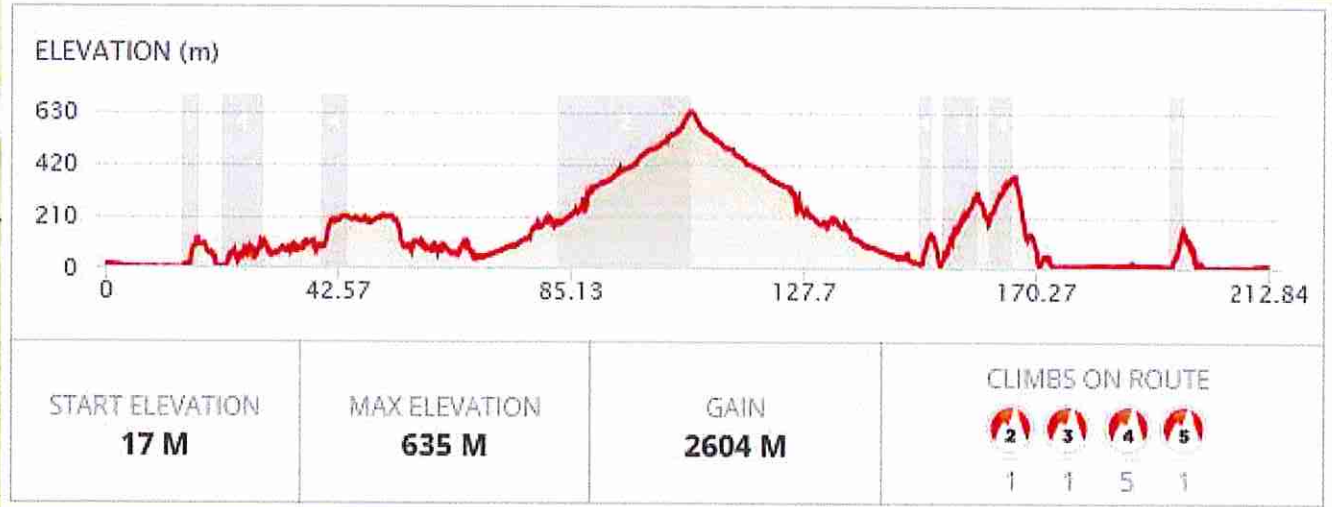 ELEVATION (m)
630
420
210
0
0 42.57 85.13 127.7 170.27 212.84
START ELEVATION
17 M
MAX ELEVATION
635 M
GAIN
2604 M
CLIMBS ON ROUTE
2 3 4 5
1 1 5 1